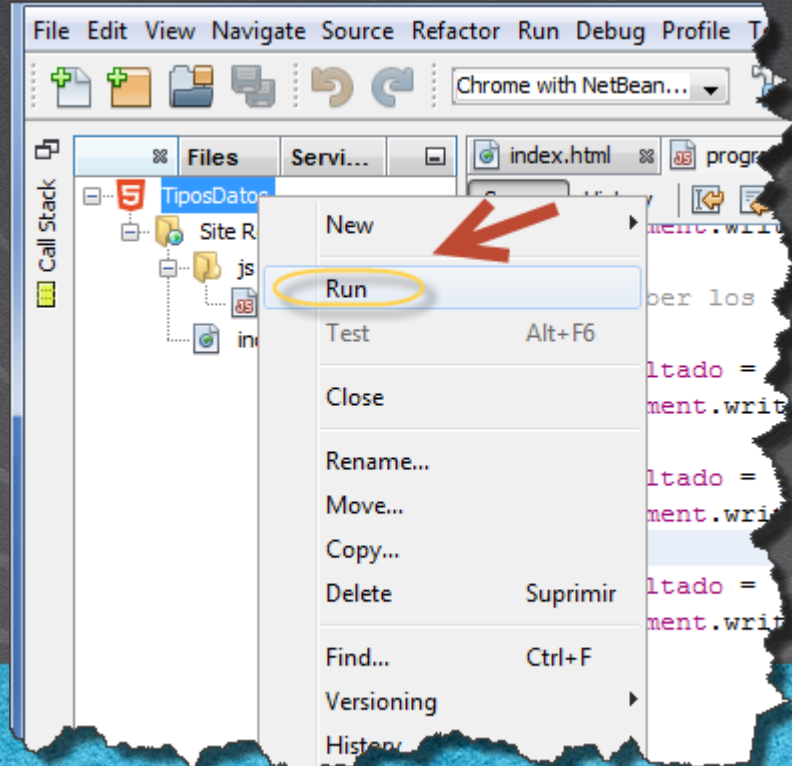 File Edit View Navigate Source Refactor Run Debug Profile
Chrome with NetBean...
Files Servi... index.html
Call Stack
TiposDatos
Site
js
New
Run
Test Alt+F6
Close
Rename...
Move...
Copy...
Delete Suprimir
Find... Ctrl+F
Versioning
History
ment.writ
ber los
ltado =
ment.writ
ltado =
ment.writ
ltado =
ment.writ